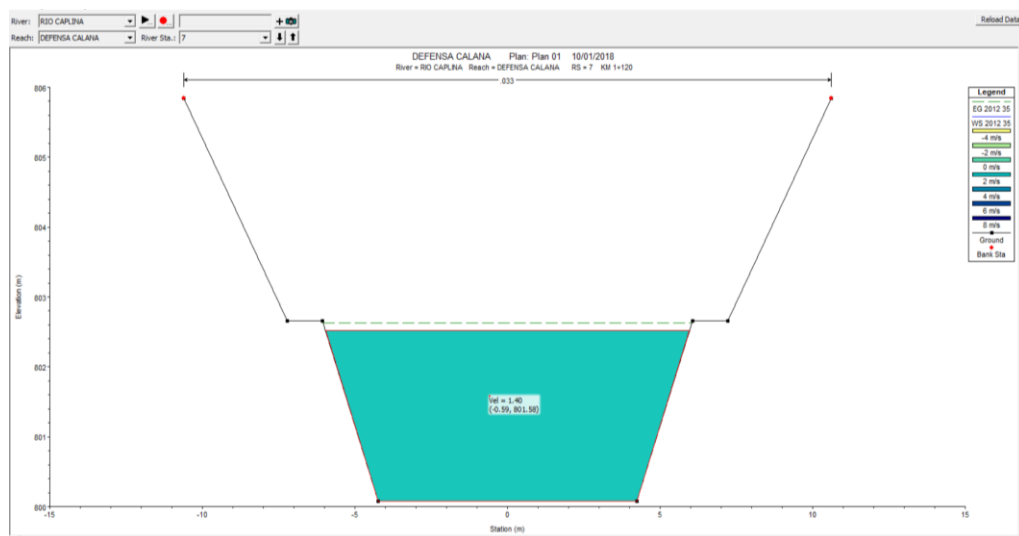 River: RIO CAPLINA
Reload Data
Reach: DEFENSA CALANA River Sta.: 7
DEFENSA CALANA Plan: Plan 01 10/01/2018
River = RIO CAPLINA Reach = DEFENSA CALANA RS = 7 KM 1+120
.033
806
805
804
803
802
801
800
Elevation (m)
-15 -10 -5 0 5 10 15
Station (m)
Vel = 1.40
(-0.59, 801.58)
Legend
EG 2012 35
WS 2012 35
-4 m/s
-2 m/s
0 m/s
2 m/s
4 m/s
6 m/s
8 m/s
Ground
Bank Sta